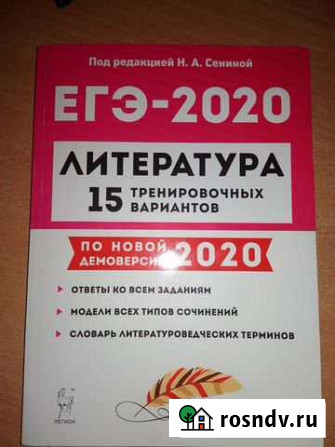 Под редакцией Н. А. Сениной
ЕГЭ-2020
ЛИТЕРАТУРА
15 ТРЕНИРОВОЧНЫХ
ВАРИАНТОВ
ПО НОВОЙ
ДЕМОВЕРСИИ 2020
ОТВЕТЫ КО ВСЕМ ЗАДАНИЯМ
МОДЕЛИ ВСЕХ ТИПОВ СОЧИНЕНИЙ
СЛОВАРЬ ЛИТЕРАТУРОВЕДЧЕСКИХ ТЕРМИНОВ
ЛЕГИОН
rosndv.ru